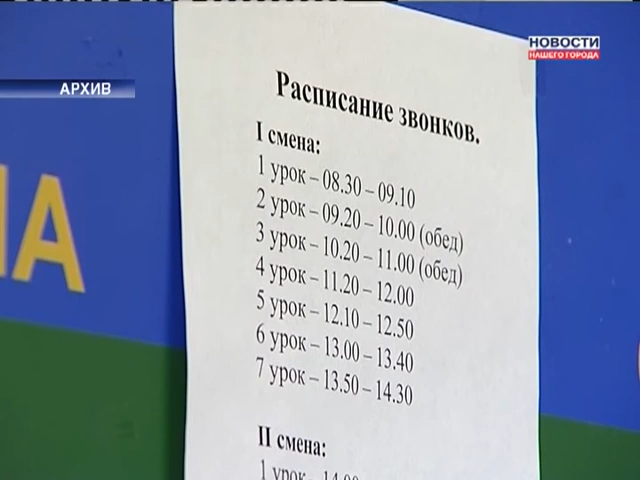 НОВОСТИ
НАШЕГО ГОРОДА
АРХИВ
Расписание звонков.
I смена:
1 урок – 08.30 – 09.10
2 урок – 09.20 – 10.00 (обед)
3 урок – 10.20 – 11.00 (обед)
4 урок – 11.20 – 12.00
5 урок – 12.10 – 12.50
6 урок – 13.00 – 13.40
7 урок – 13.50 – 14.30
II смена:
1 урок